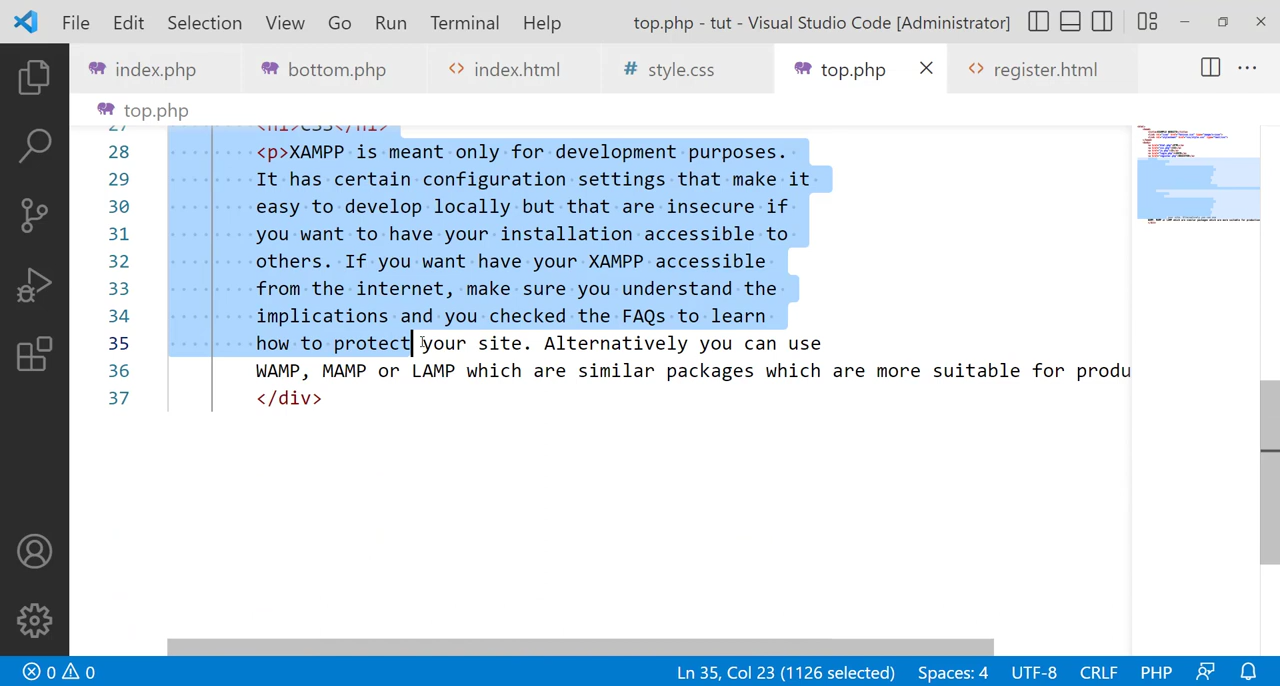 File Edit Selection View Go Run Terminal Help top.php - tut - Visual Studio Code [Administrator]
index.php bottom.php <> index.html # style.css top.php <> register.html
top.php
27 <h1>CSS</h1>
28 <p>XAMPP is meant only for development purposes.
29 It has certain configuration settings that make it
30 easy to develop locally but that are insecure if
31 you want to have your installation accessible to
32 others. If you want have your XAMPP accessible
33 from the internet, make sure you understand the
34 implications and you checked the FAQs to learn
35 how to protect your site. Alternatively you can use
36 WAMP, MAMP or LAMP which are similar packages which are more suitable for produ
37 </div>
0 0 Ln 35, Col 23 (1126 selected) Spaces: 4 UTF-8 CRLF PHP